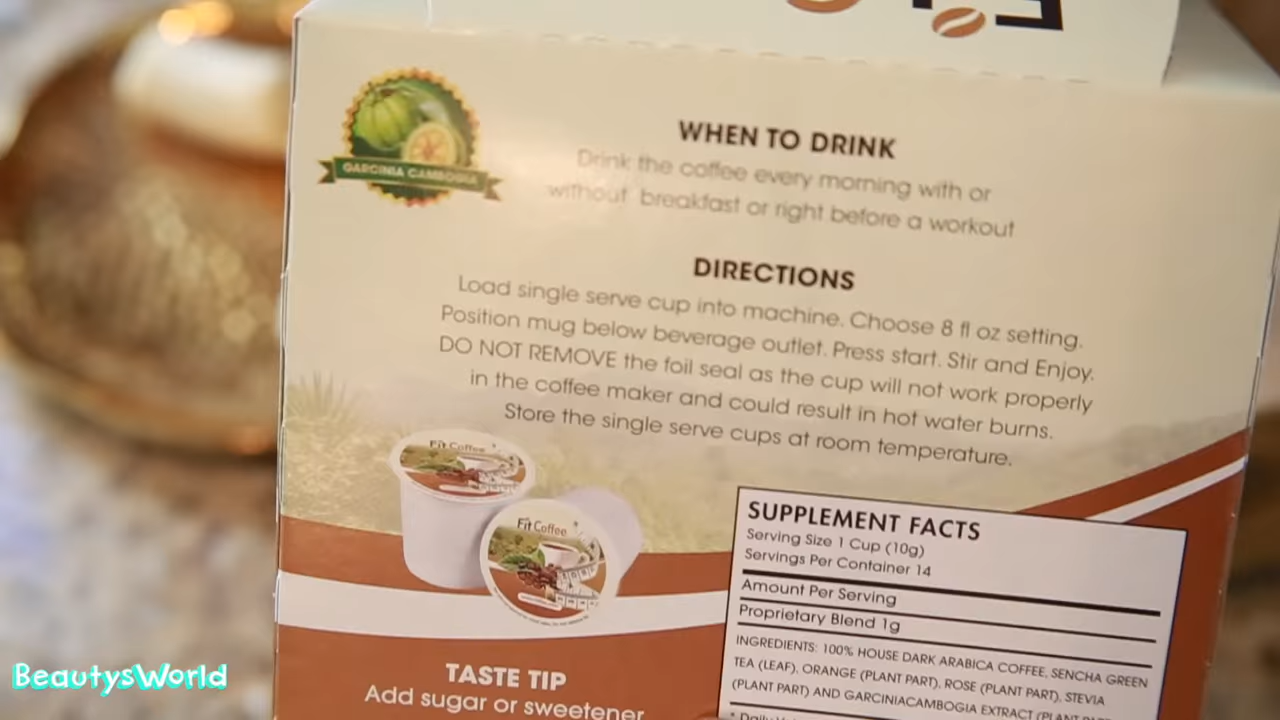 GARCINIA CAMBOGIA
WHEN TO DRINK
Drink the coffee every morning with or
without breakfast or right before a workout
DIRECTIONS
Load single serve cup into machine. Choose 8 fl oz setting.
Position mug below beverage outlet. Press start. Stir and Enjoy.
DO NOT REMOVE the foil seal as the cup will not work properly
in the coffee maker and could result in hot water burns.
Store the single serve cups at room temperature.
Fit Coffee
Fit Coffee
SUPPLEMENT FACTS
Serving Size 1 Cup (10g)
Servings Per Container 14
Amount Per Serving
Proprietary Blend 1g
INGREDIENTS: 100% HOUSE DARK ARABICA COFFEE, SENCHA GREEN
TEA (LEAF), ORANGE (PLANT PART), ROSE (PLANT PART), STEVIA
(PLANT PART) AND GARCINIACAMBOGIA EXTRACT (PLANT
* Daily
TASTE TIP
Add sugar or sweetener
BeautysWorld